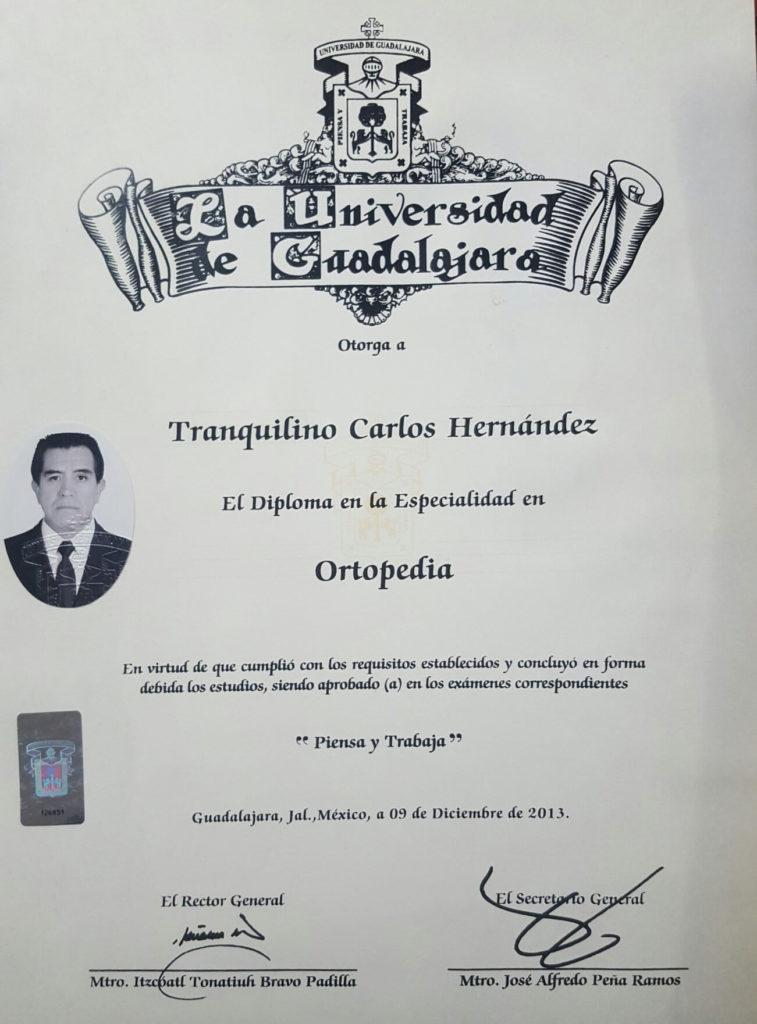 UNIVERSIDAD DE GUADALAJARA
PIENSA Y
TRABAJA
La Universidad
de Guadalajara
Otorga a
Tranquilino Carlos Hernández
El Diploma en la Especialidad en
Ortopedia
En virtud de que cumplió con los requisitos establecidos y concluyó en forma
debida los estudios, siendo aprobado (a) en los exámenes correspondientes
“ Piensa y Trabaja ”
Guadalajara, Jal.,México, a 09 de Diciembre de 2013.
El Rector General
El Secretario General
Mtro. Itzcóatl Tonatiuh Bravo Padilla
Mtro. José Alfredo Peña Ramos